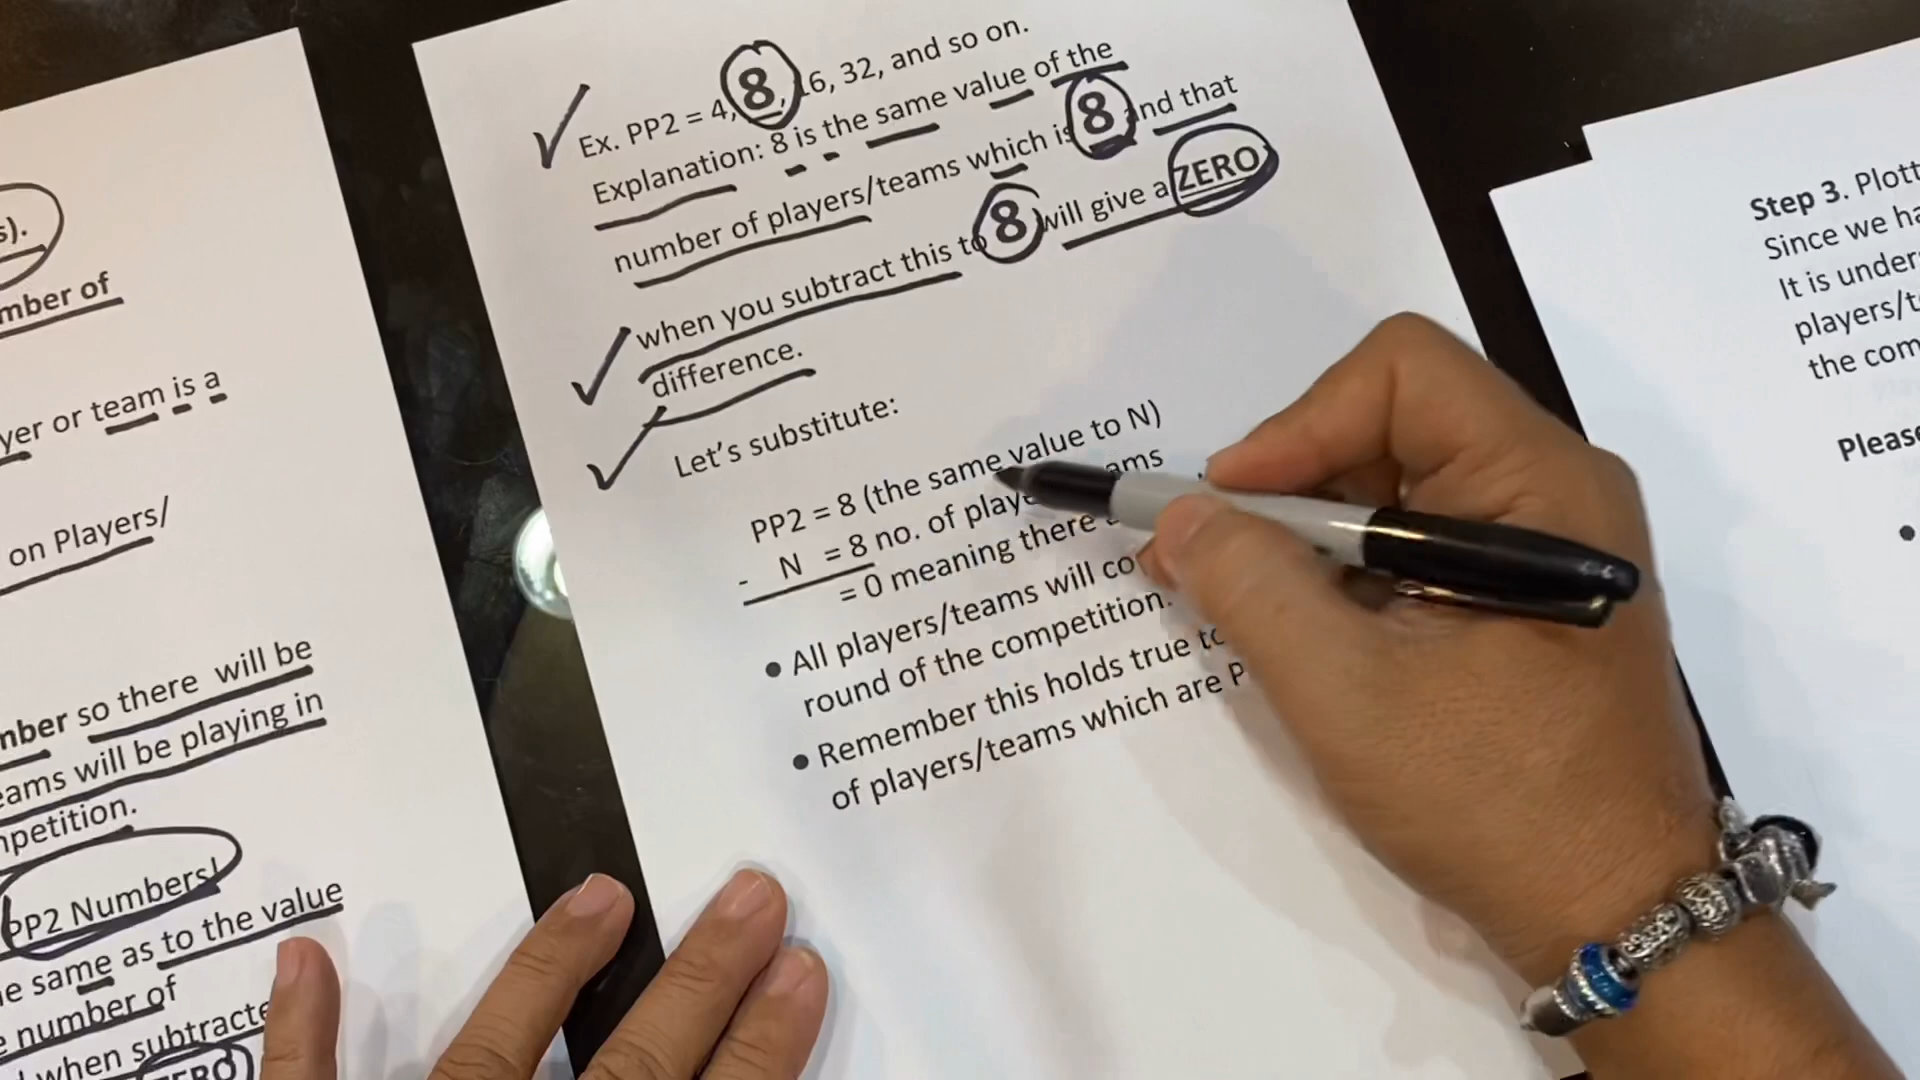 s).
mber of
yer or team is a
on Players/
mber so there will be
eams will be playing in
mpetition.
PP2 Numbers!
e same as to the value
e number of
when subtracte
ZERO
Ex. PP2 = 4, 8, 16, 32, and so on.
Explanation: 8 is the same value of the
number of players/teams which is 8 and that
when you subtract this to 8 will give a ZERO
difference.
Let's substitute:
PP2 = 8 (the same value to N)
- N = 8 no. of playe ams
= 0 meaning there
● All players/teams will co
round of the competition.
● Remember this holds true to
of players/teams which are P
Step 3. Plott
Since we ha
It is under
players/t
the com
Please
●